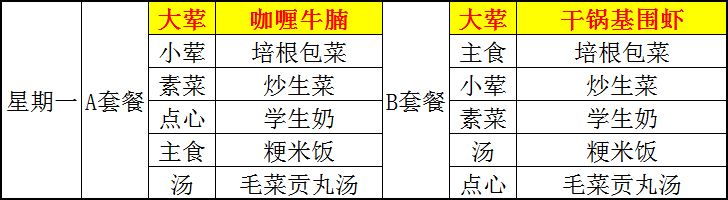 大荤 咖喱牛腩 大荤 干锅基围虾
小荤 培根包菜 主食 培根包菜
素菜 炒生菜 小荤 炒生菜
星期一 A套餐 点心 学生奶 B套餐 素菜 学生奶
主食 粳米饭 汤 粳米饭
汤 毛菜贡丸汤 点心 毛菜贡丸汤